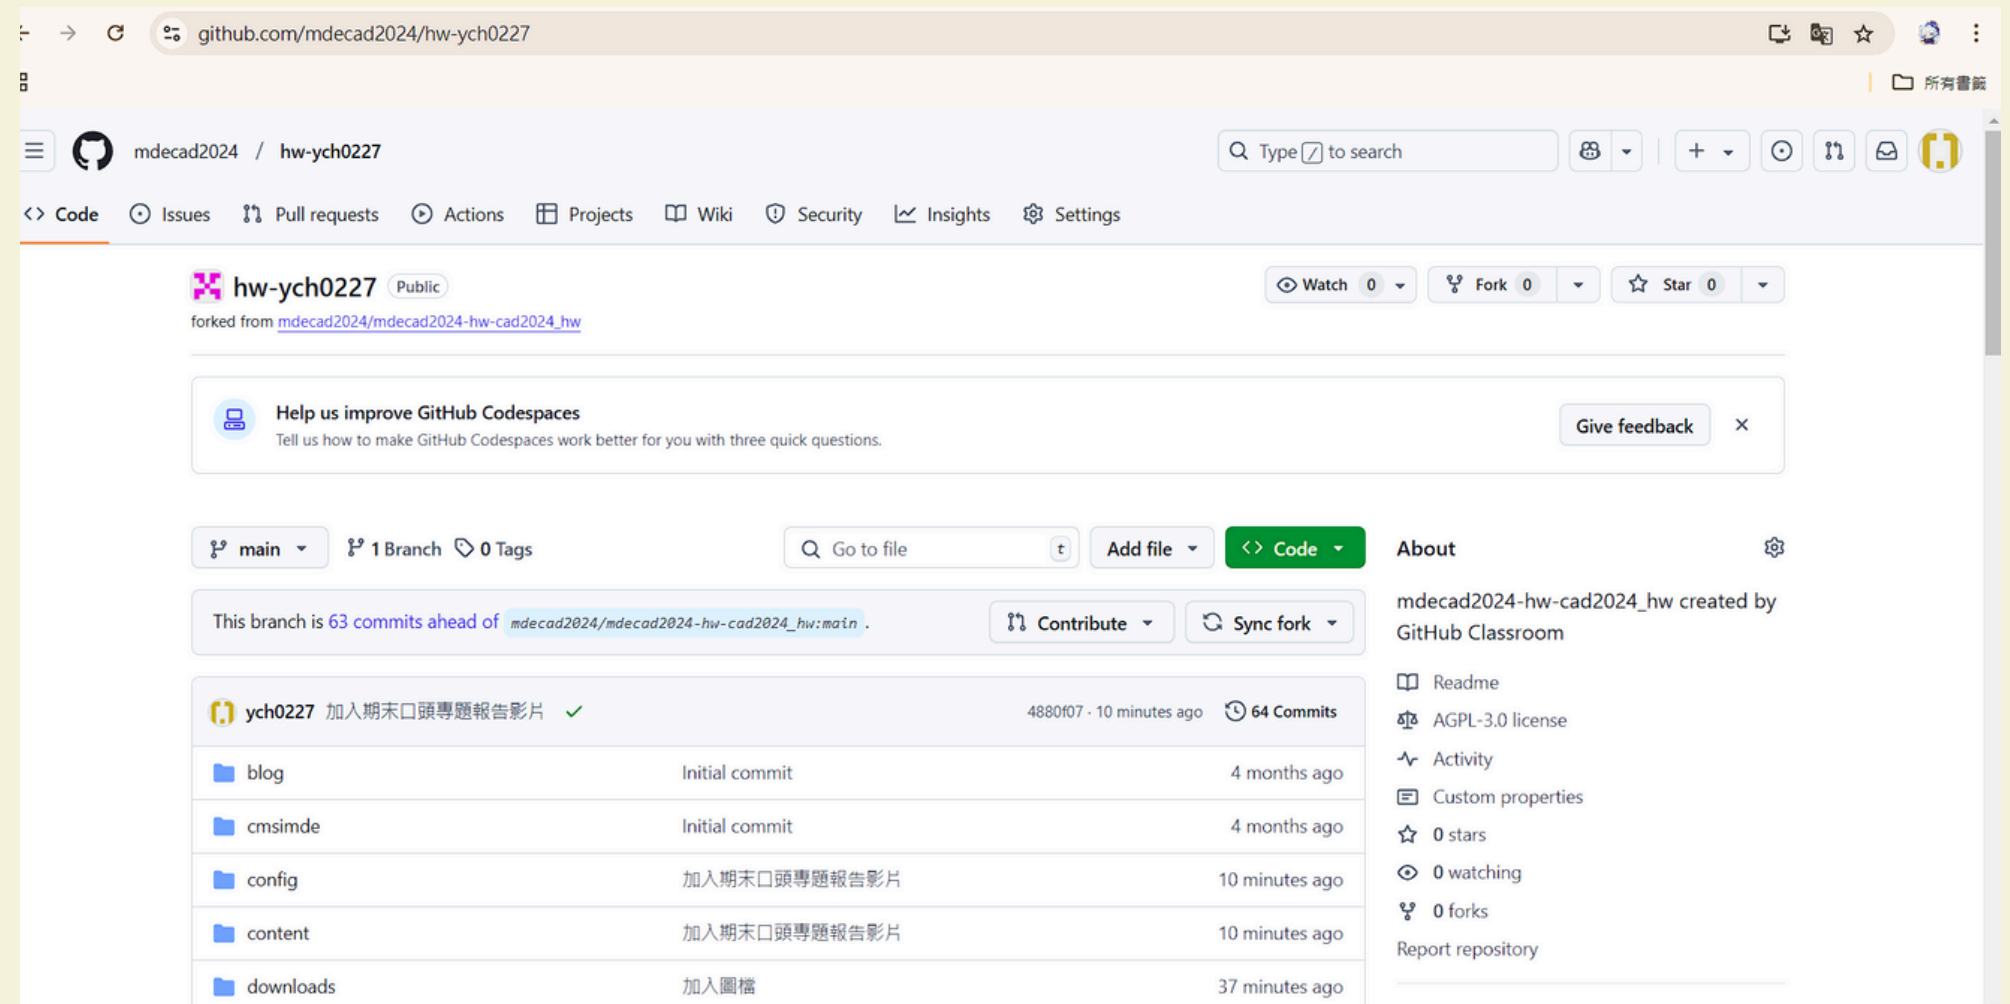 github.com/mdecad2024/hw-ych0227
所有書籤
mdecad2024 / hw-ych0227
Type / to search
Code Issues Pull requests Actions Projects Wiki Security Insights Settings
hw-ych0227 Public
Watch 0 Fork 0 Star 0
forked from mdecad2024/mdecad2024-hw-cad2024_hw
Help us improve GitHub Codespaces
Tell us how to make GitHub Codespaces work better for you with three quick questions.
Give feedback
main 1 Branch 0 Tags Go to file t Add file Code
This branch is 63 commits ahead of mdecad2024/mdecad2024-hw-cad2024_hw:main .
Contribute Sync fork
ych0227 加入期末口頭專題報告影片 4880f07 · 10 minutes ago 64 Commits
blog Initial commit 4 months ago
cmsimde Initial commit 4 months ago
config 加入期末口頭專題報告影片 10 minutes ago
content 加入期末口頭專題報告影片 10 minutes ago
downloads 加入圖檔 37 minutes ago
About
mdecad2024-hw-cad2024_hw created by
GitHub Classroom
Readme
AGPL-3.0 license
Activity
Custom properties
0 stars
0 watching
0 forks
Report repository